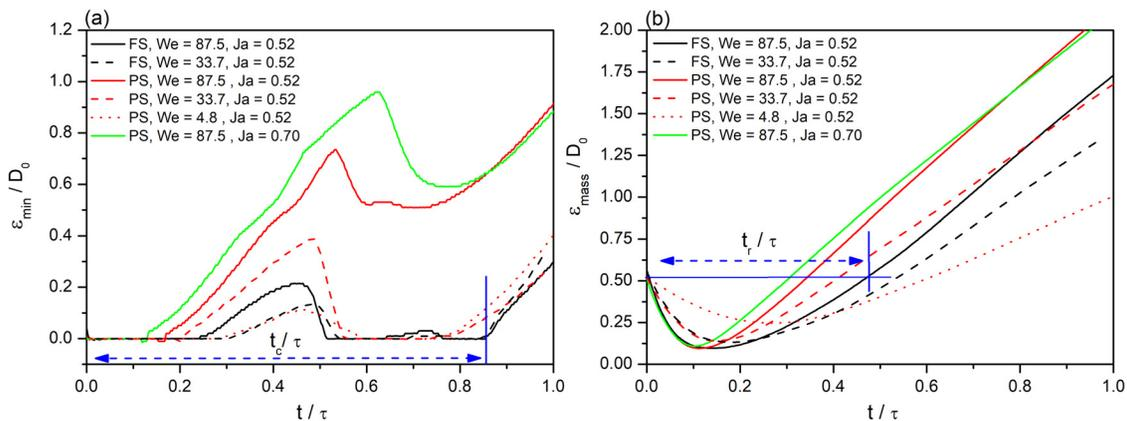 (a)
1.2
1.0
0.8
0.6
0.4
0.2
0.0
ε_min / D_0
FS, We = 87.5, Ja = 0.52
FS, We = 33.7, Ja = 0.52
PS, We = 87.5 , Ja = 0.52
PS, We = 33.7, Ja = 0.52
PS, We = 4.8, Ja = 0.52
PS, We = 87.5 , Ja = 0.70
t_c / τ
0.0 0.2 0.4 0.6 0.8 1.0
t / τ
(b)
2.00
1.75
1.50
1.25
1.00
0.75
0.50
0.25
0.00
ε_mass / D_0
FS, We = 87.5, Ja = 0.52
FS, We = 33.7, Ja = 0.52
PS, We = 87.5 , Ja = 0.52
PS, We = 33.7, Ja = 0.52
PS, We = 4.8, Ja = 0.52
PS, We = 87.5 , Ja = 0.70
t_r / τ
0.0 0.2 0.4 0.6 0.8 1.0
t / τ